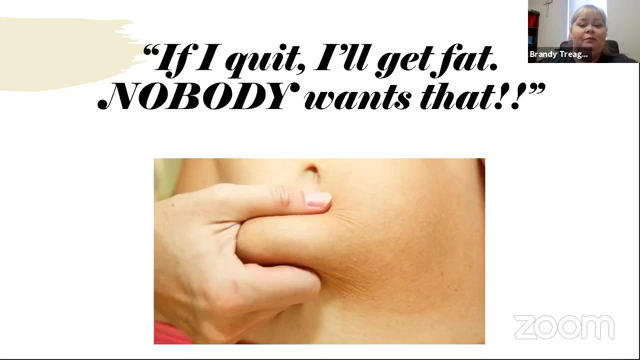 “If I quit, I’ll get fat.
NOBODY wants that!!”
Brandy Treag...
zoom